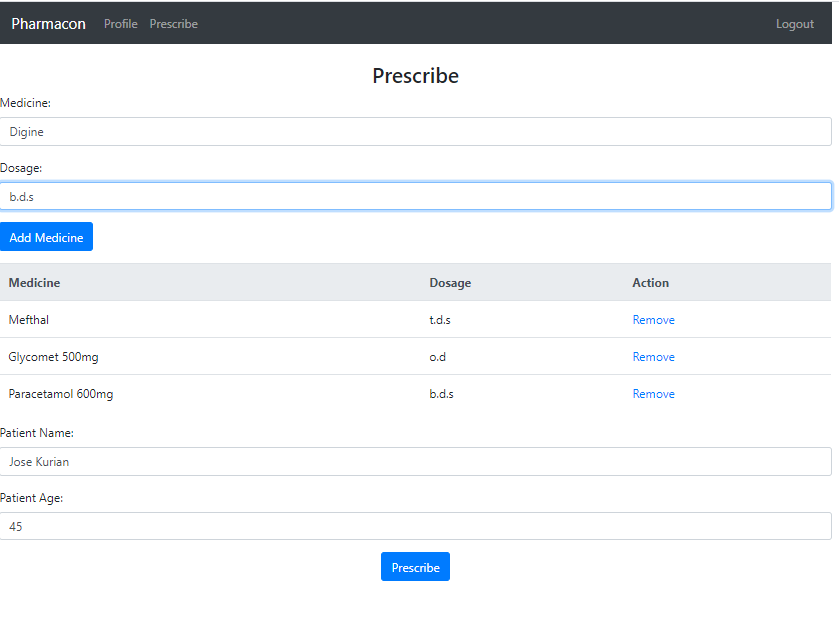 Pharmacon Profile Prescribe Logout
Prescribe
Medicine:
Digine
Dosage:
b.d.s
Add Medicine
Medicine Dosage Action
Mefthal t.d.s Remove
Glycomet 500mg o.d Remove
Paracetamol 600mg b.d.s Remove
Patient Name:
Jose Kurian
Patient Age:
45
Prescribe